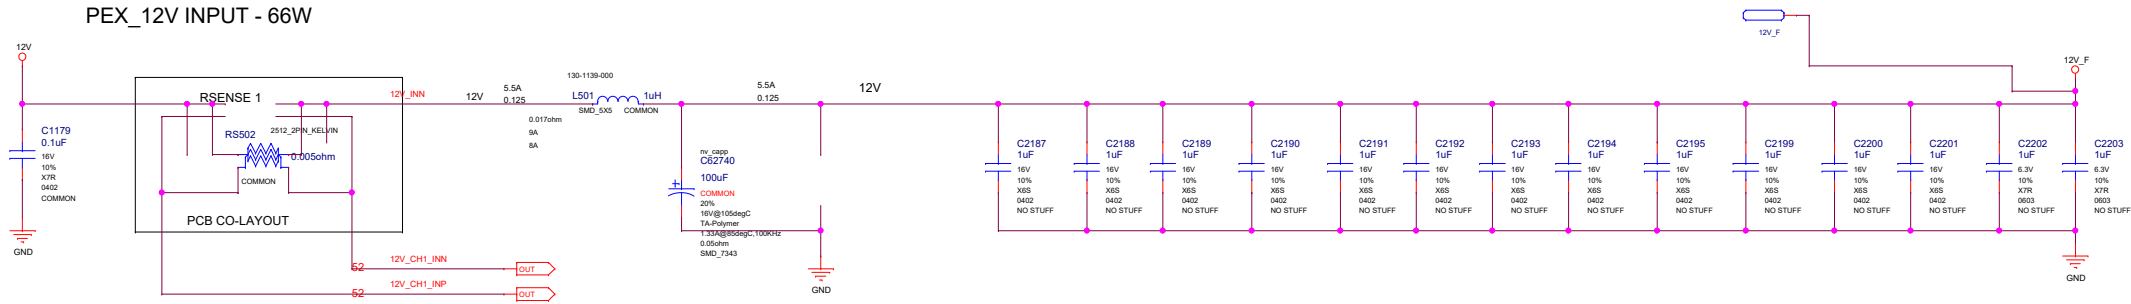 PEX_12V INPUT - 66W
12V
C1179
0.1uF
16V
10%
X7R
0402
COMMON
GND
RSENSE 1
RS502
2512_2PIN_KELVIN
0.005ohm
COMMON
PCB CO-LAYOUT
12V_INN
12V
5.5A
0.125
0.017ohm
9A
8A
130-1139-000
L501
1uH
SMD_5X5
COMMON
52
12V_CH1_INN
OUT
52
12V_CH1_INP
OUT
nv_capp
C62740
100uF
COMMON
20%
16V@105degC
TA-Polymer
1.33A@85degC,100KHz
0.05ohm
SMD_7343
5.5A
0.125
12V
GND
C2187
1uF
16V
10%
X6S
0402
NO STUFF
C2188
1uF
16V
10%
X6S
0402
NO STUFF
C2189
1uF
16V
10%
X6S
0402
NO STUFF
C2190
1uF
16V
10%
X6S
0402
NO STUFF
C2191
1uF
16V
10%
X6S
0402
NO STUFF
C2192
1uF
16V
10%
X6S
0402
NO STUFF
C2193
1uF
16V
10%
X6S
0402
NO STUFF
C2194
1uF
16V
10%
X6S
0402
NO STUFF
C2195
1uF
16V
10%
X6S
0402
NO STUFF
C2199
1uF
16V
10%
X6S
0402
NO STUFF
C2200
1uF
16V
10%
X6S
0402
NO STUFF
C2201
1uF
16V
10%
X6S
0402
NO STUFF
C2202
1uF
6.3V
10%
X7R
0603
NO STUFF
C2203
1uF
6.3V
10%
X7R
0603
NO STUFF
12V_F
12V_F
GND